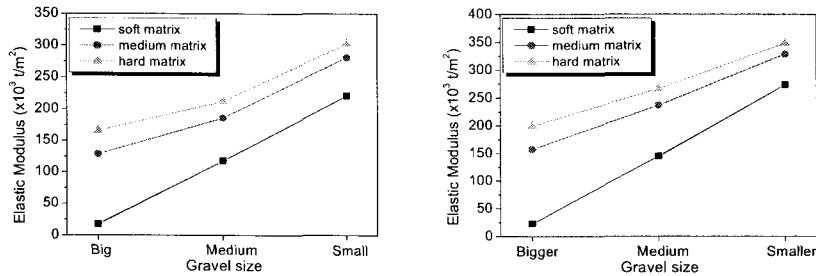 350
300
250
200
150
100
50
0
Elastic Modulus (x10³ t/m²)
soft matrix
medium matrix
hard matrix
Big Medium Small
Gravel size
400
350
300
250
200
150
100
50
0
Elastic Modulus (x10³ t/m²)
soft matrix
medium matrix
hard matrix
Bigger Medium Smaller
Gravel size